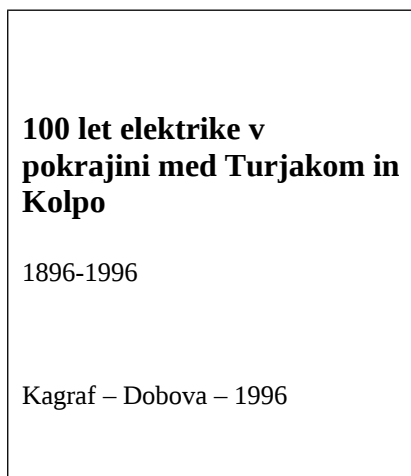 100 let elektrike v
pokrajini med Turjakom in
Kolpo
1896-1996
Kagraf – Dobova – 1996